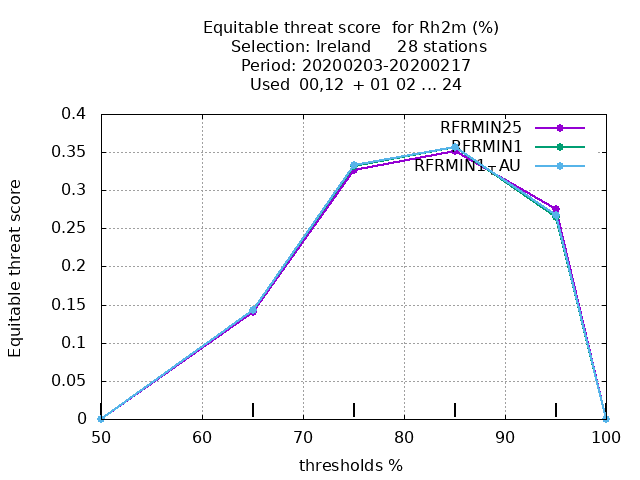 Equitable threat score  for Rh2m (%)
Selection: Ireland     28 stations
Period: 20200203-20200217
Used  00,12  + 01 02 ... 24
RFRMIN25
RFRMIN1
RFRMIN1_AU
0.4
0.35
0.3
0.25
0.2
0.15
0.1
0.05
0
Equitable threat score
50 60 70 80 90 100
thresholds %